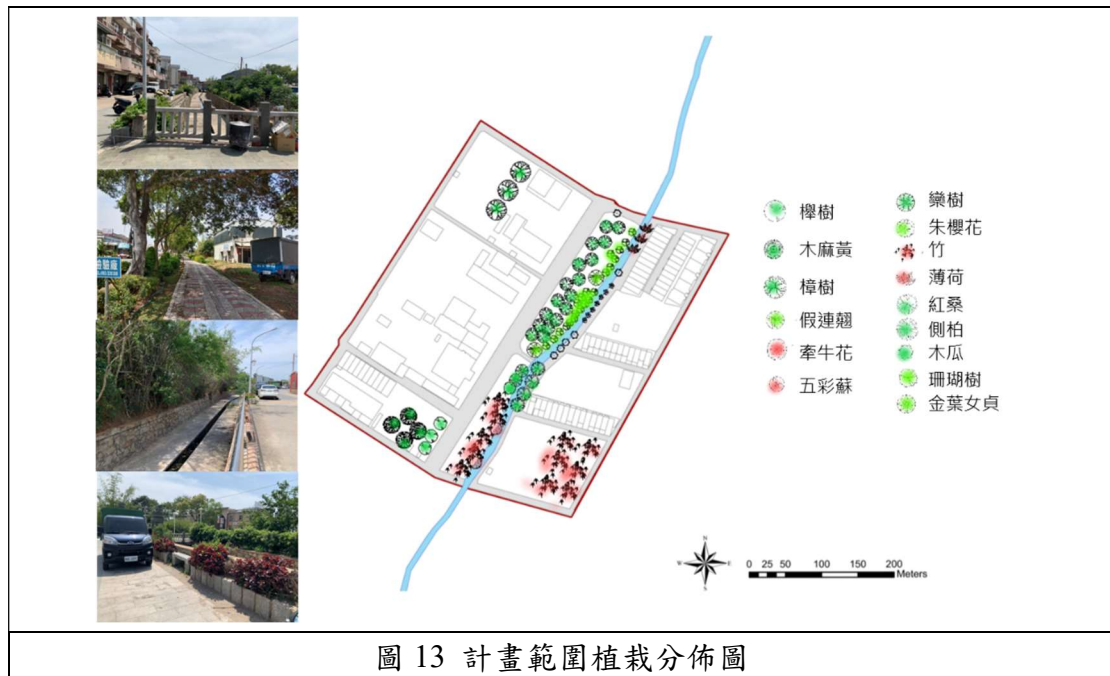 櫸樹
木麻黃
樟樹
假連翹
牽牛花
五彩蘇
欒樹
朱櫻花
竹
薄荷
紅桑
側柏
木瓜
珊瑚樹
金葉女貞
N
W
E
S
0 25 50 100 150 200
Meters
圖 13 計畫範圍植栽分佈圖